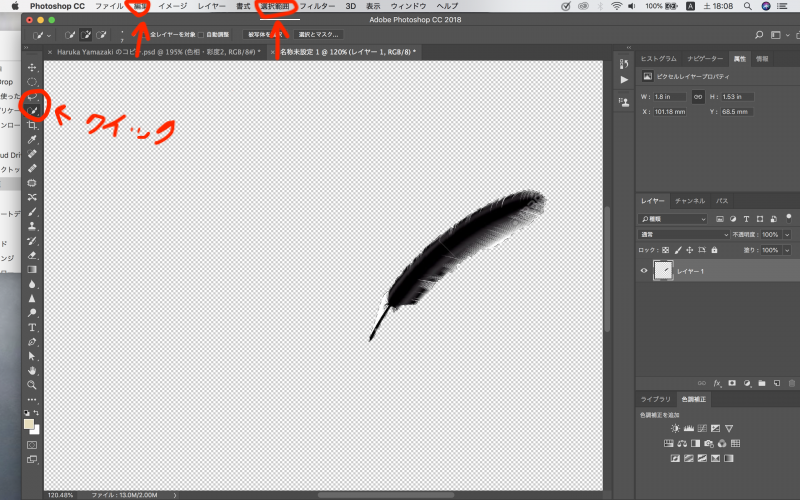 Photoshop CC ファイル 編集 イメージ レイヤー 書式 選択範囲 フィルター 3D 表示 ウィンドウ ヘルプ 100% A 土 18:08
Adobe Photoshop CC 2018
全レイヤーを対象 自動調整 被写体を選択 選択とマスク...
Haruka Yamazaki のコピー.psd @ 195% (色相・彩度2, RGB/8#) *
名称未設定 1 @ 120% (レイヤー 1, RGB/8) *
クイック
ヒストグラム ナビゲーター 属性 情報
ピクセルレイヤープロパティ
W : 1.8 in H : 1.53 in
X : 101.18 mm Y : 68.5 mm
レイヤー チャンネル パス
種類
通常 不透明度 : 100%
ロック : 塗り : 100%
レイヤー 1
ライブラリ 色調補正
色調補正を追加
120.48% ファイル : 13.0M/2.00M